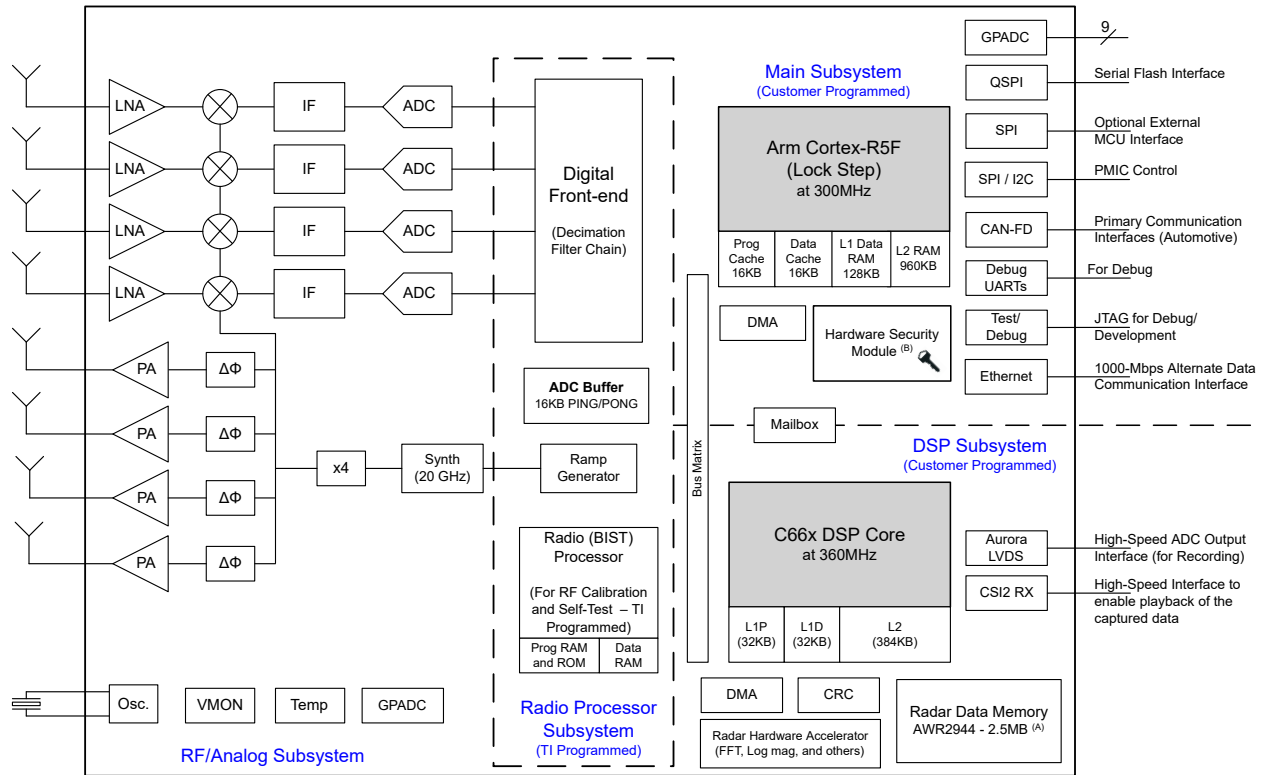 GPADC
9
Main Subsystem
(Customer Programmed)
QSPI
Serial Flash Interface
LNA
IF
ADC
SPI
Optional External
MCU Interface
Arm Cortex-R5F
(Lock Step)
at 300MHz
LNA
IF
ADC
Digital
Front-end
(Decimation
Filter Chain)
SPI / I2C
PMIC Control
LNA
IF
ADC
CAN-FD
Primary Communication
Interfaces (Automotive)
Prog
Cache
16KB
Data
Cache
16KB
L1 Data
RAM
128KB
L2 RAM
960KB
LNA
IF
ADC
Debug
UARTs
For Debug
DMA
Hardware Security
Module (B)
Test/
Debug
JTAG for Debug/
Development
PA
ΔΦ
Ethernet
1000-Mbps Alternate Data
Communication Interface
ADC Buffer
16KB PING/PONG
PA
ΔΦ
Mailbox
Bus Matrix
DSP Subsystem
(Customer Programmed)
x4
Synth
(20 GHz)
Ramp
Generator
PA
ΔΦ
C66x DSP Core
at 360MHz
PA
ΔΦ
Radio (BIST)
Processor
(For RF Calibration
and Self-Test – TI
Programmed)
Prog RAM
and ROM
Data
RAM
Aurora
LVDS
High-Speed ADC Output
Interface (for Recording)
CSI2 RX
High-Speed Interface to
enable playback of the
captured data
L1P
(32KB)
L1D
(32KB)
L2
(384KB)
Osc.
VMON
Temp
GPADC
DMA
CRC
Radar Data Memory
AWR2944 - 2.5MB (A)
Radar Hardware Accelerator
(FFT, Log mag, and others)
Radio Processor
Subsystem
(TI Programmed)
RF/Analog Subsystem